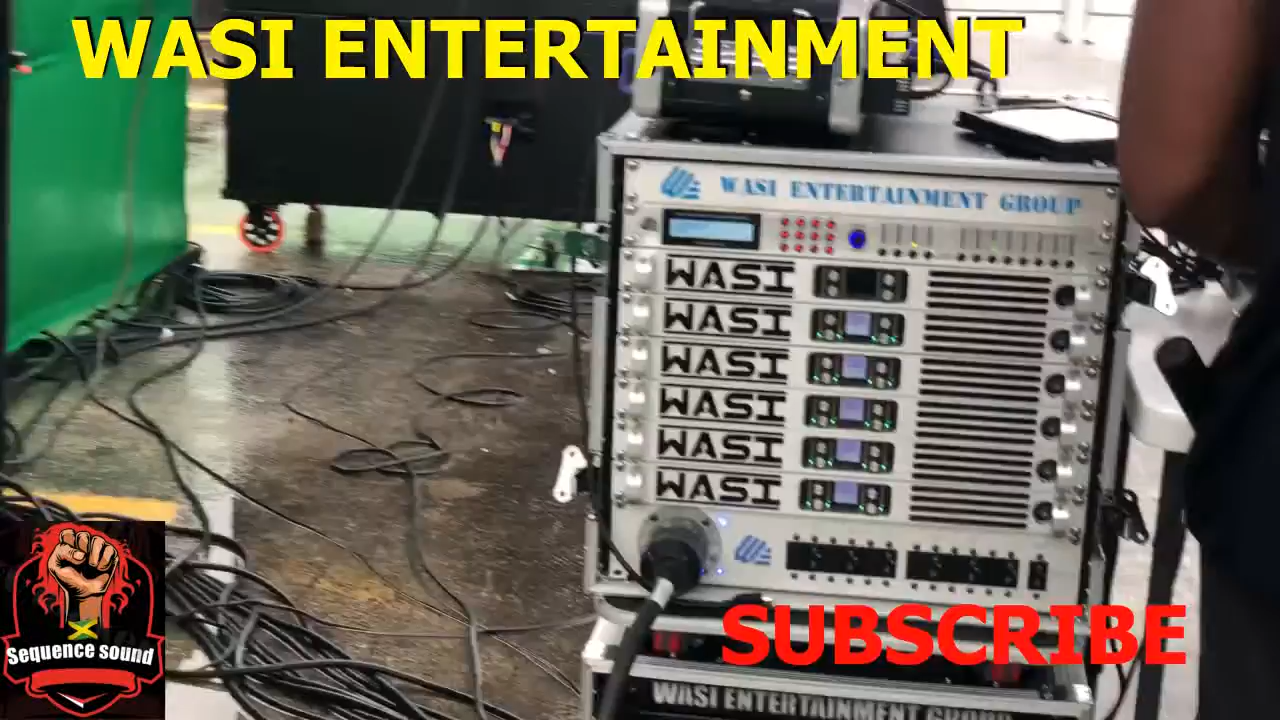 WASI ENTERTAINMENT
WASI ENTERTAINMENT GROUP
WASI
WASI
WASI
WASI
WASI
WASI
SUBSCRIBE
Sequence sound
WASI ENTERTAINMENT GROUP